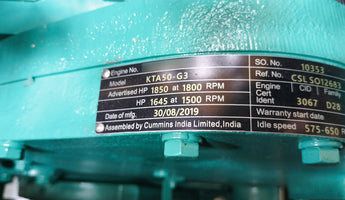 Engine No.
Model KTA50-G3
Advertised HP 1850 at 1800 RPM
HP 1645 at 1500 RPM
Date of mfg. 30/08/2019
Assembled by Cummins India Limited, India
SO. No. 10353
Ref. No.
Engine Cert Ident CID 3067 Family D28
Warranty start date
Idle speed 575-650